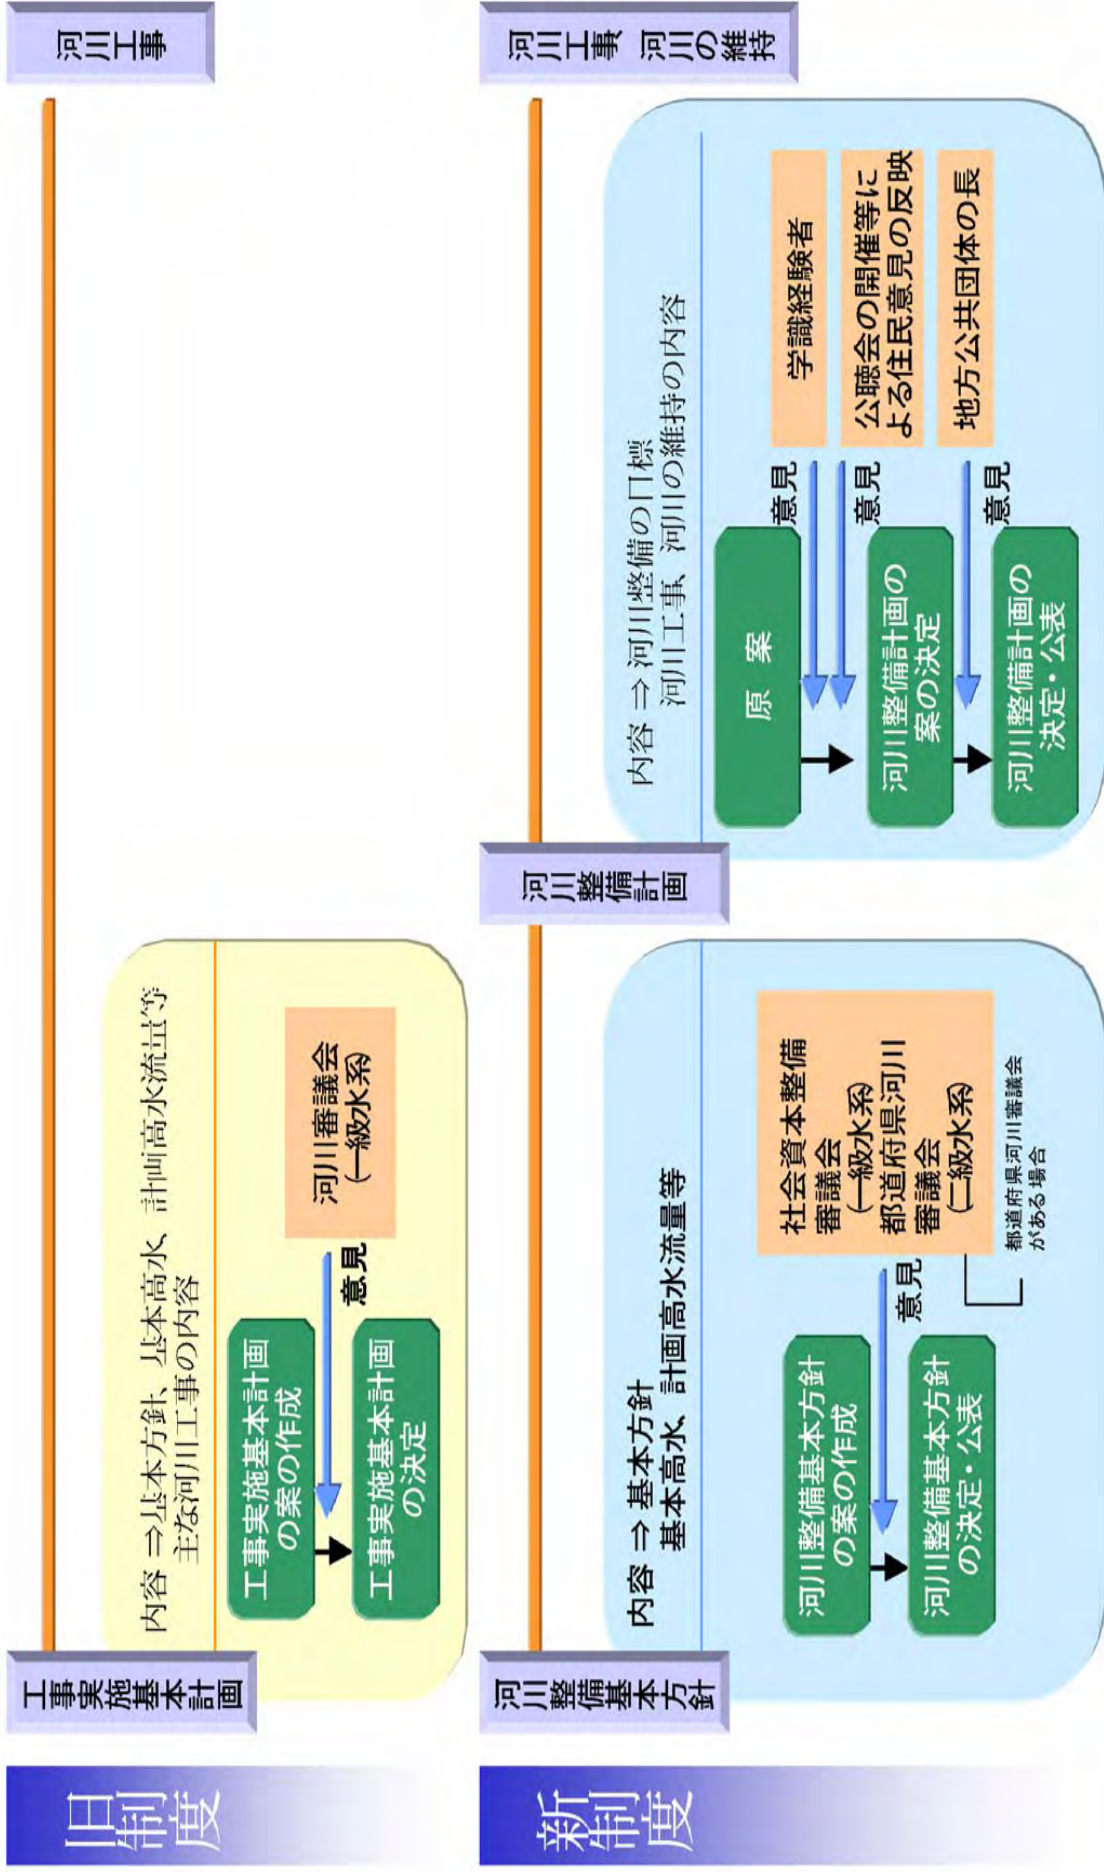 旧制度
工事実施基本計画
河川工事
内容 ⇒基本方針、基本高水、計画高水流量等
主な河川工事の内容
工事実施基本計画
の案の作成
意見
河川審議会
(一級水系)
工事実施基本計画
の決定
新制度
河川整備基本方針
河川整備計画
河川工事
河川の維持
内容 ⇒ 基本方針
基本高水、計画高水流量等
河川整備基本方針
の案の作成
意見
社会資本整備
審議会
(一級水系)
都道府県河川
審議会
(二級水系)
都道府県河川審議会
がある場合
河川整備基本方針
の決定・公表
内容 ⇒ 河川整備の目標
河川工事、河川の維持の内容
原 案
意見
学識経験者
意見
公聴会の開催等に
よる住民意見の反映
河川整備計画の
案の決定
意見
地方公共団体の長
河川整備計画の
決定・公表